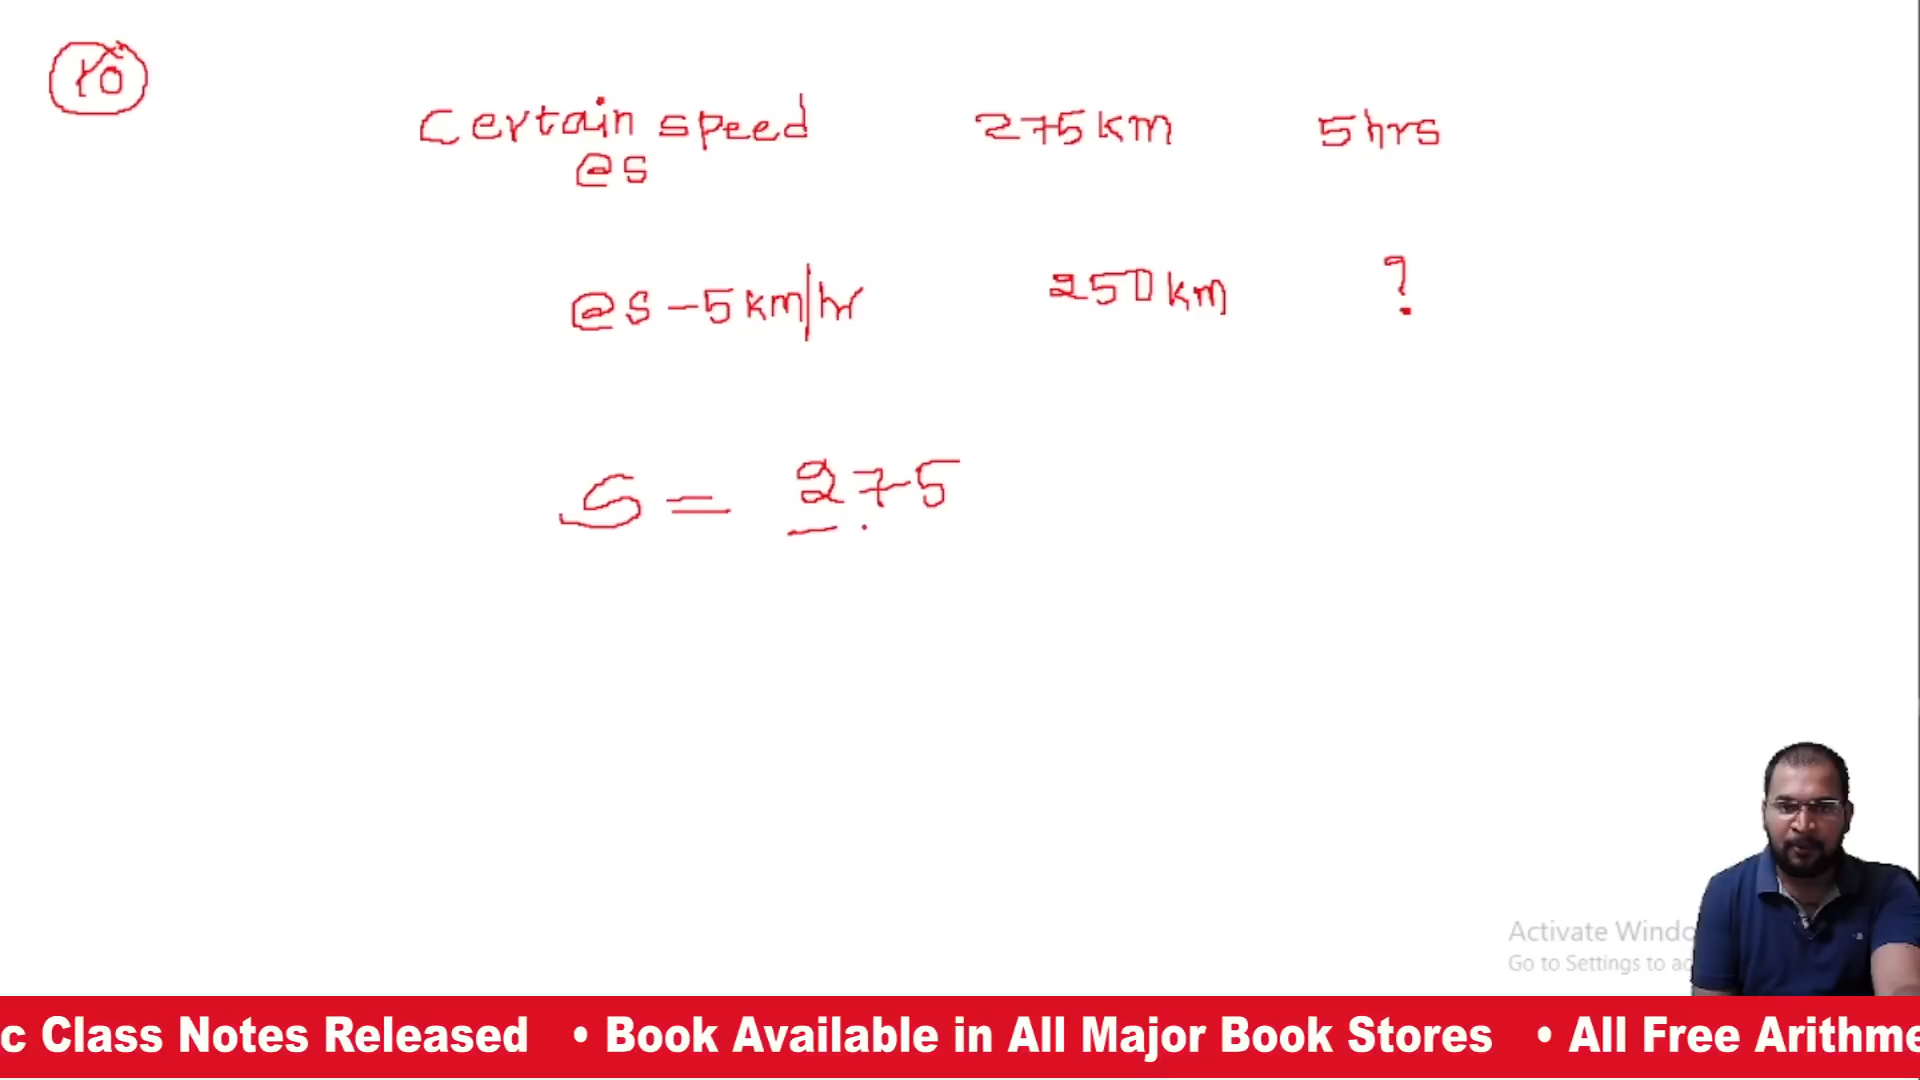 10
Certain speed 275 km 5 hrs
@ S
@ S - 5 km/hr 250 km ?
S = 275
Activate Windo
Go to Settings to ac
c Class Notes Released • Book Available in All Major Book Stores • All Free Arithme